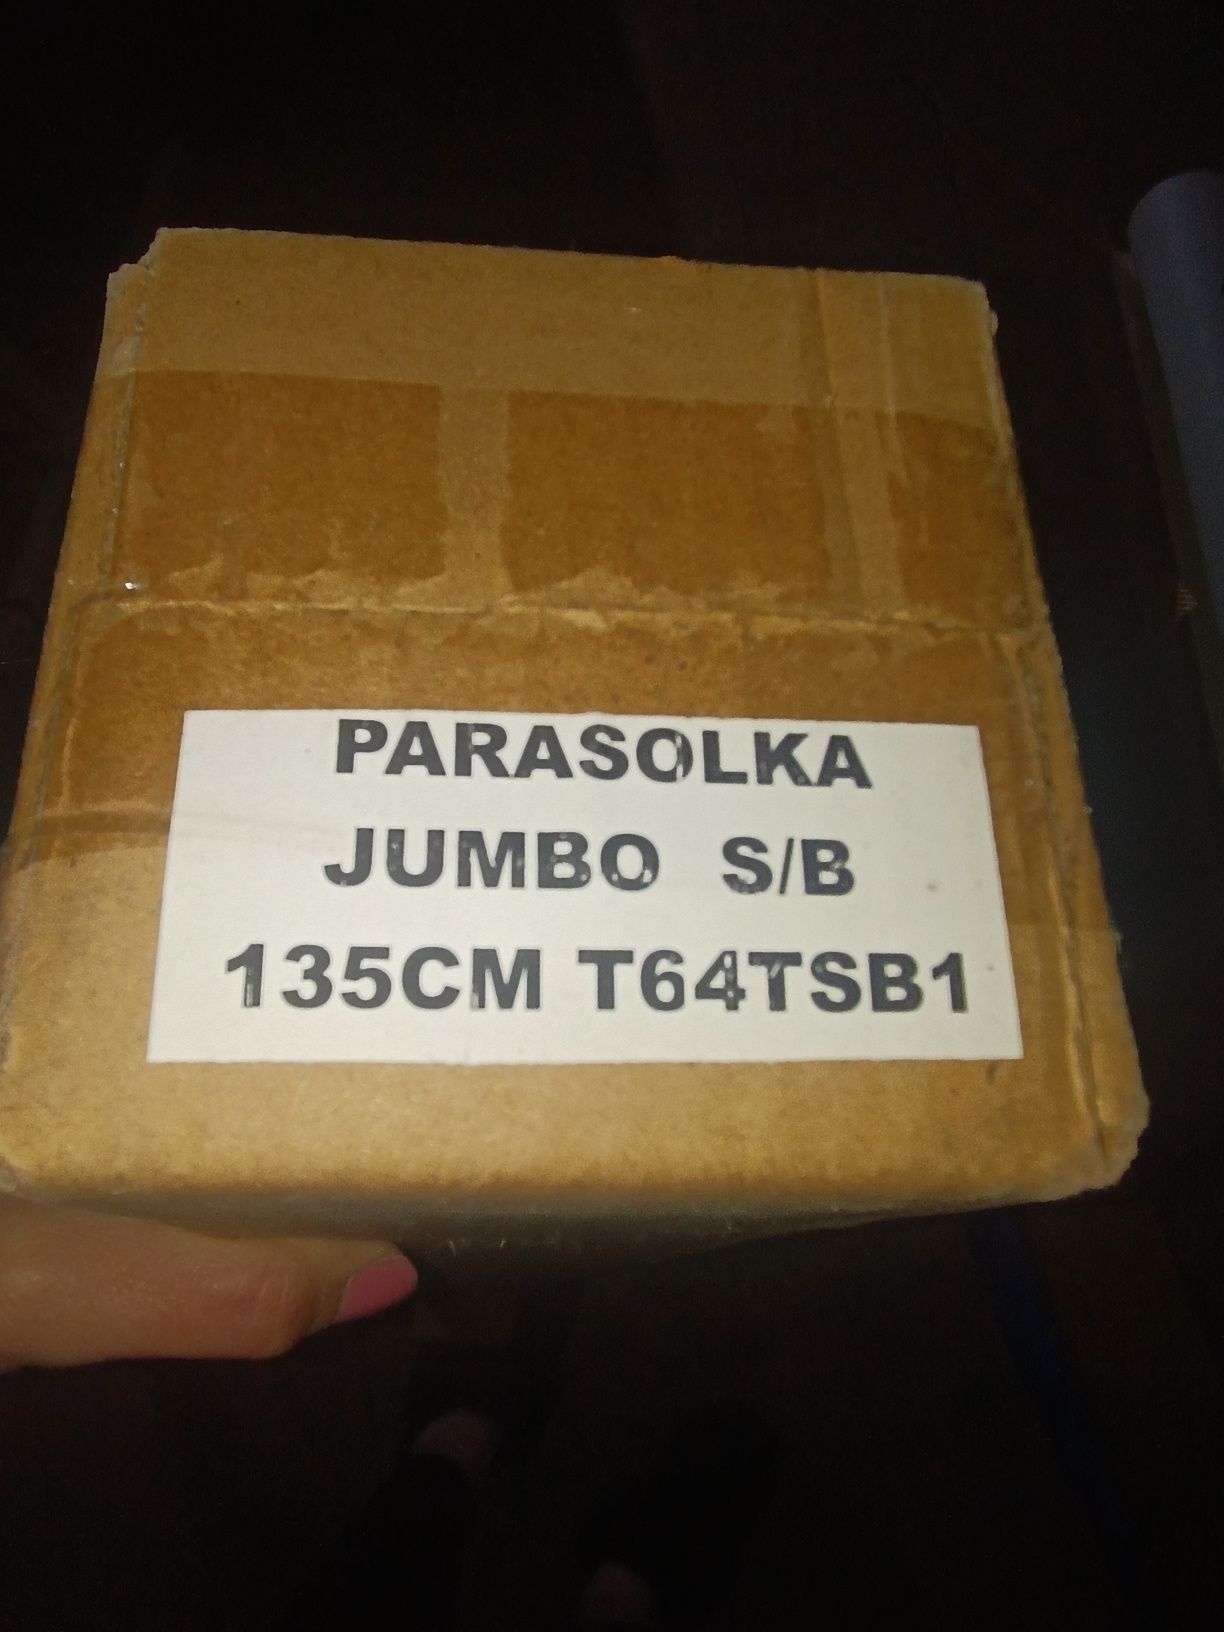 PARASOLKA
JUMBO S/B
135CM T64TSB1